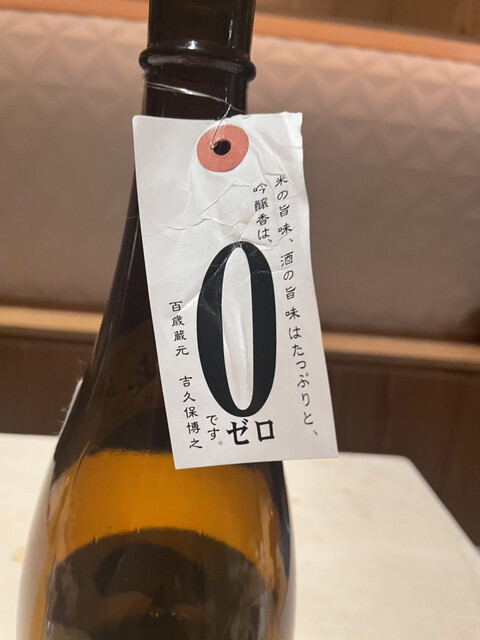 米の旨味、酒の旨味はたっぷりと、
吟醸香は、
0
ゼロ
です。
百歳蔵元 吉久保博之